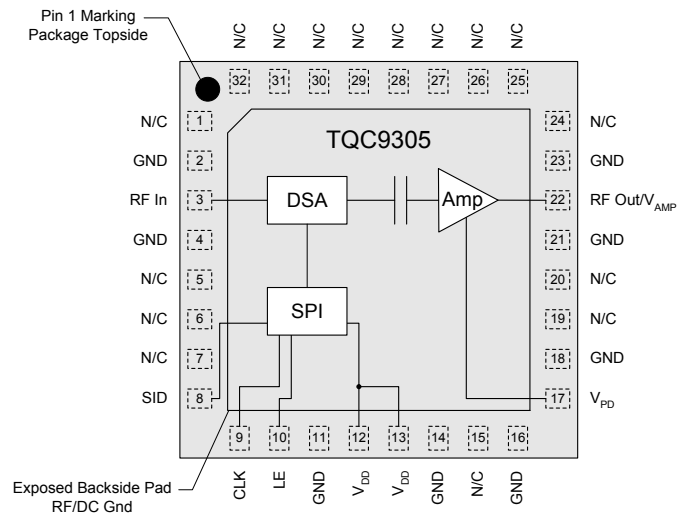 Pin 1 Marking
Package Topside
N/C
N/C
N/C
N/C
N/C
N/C
N/C
N/C
32
31
30
29
28
27
26
25
N/C
1
24
N/C
TQC9305
GND
2
23
GND
RF In
3
DSA
Amp
22
RF Out/VAMP
GND
4
21
GND
N/C
5
20
N/C
N/C
6
SPI
19
N/C
N/C
7
18
GND
SID
8
17
VPD
9
10
11
12
13
14
15
16
CLK
LE
GND
VDD
VDD
GND
N/C
GND
Exposed Backside Pad
RF/DC Gnd